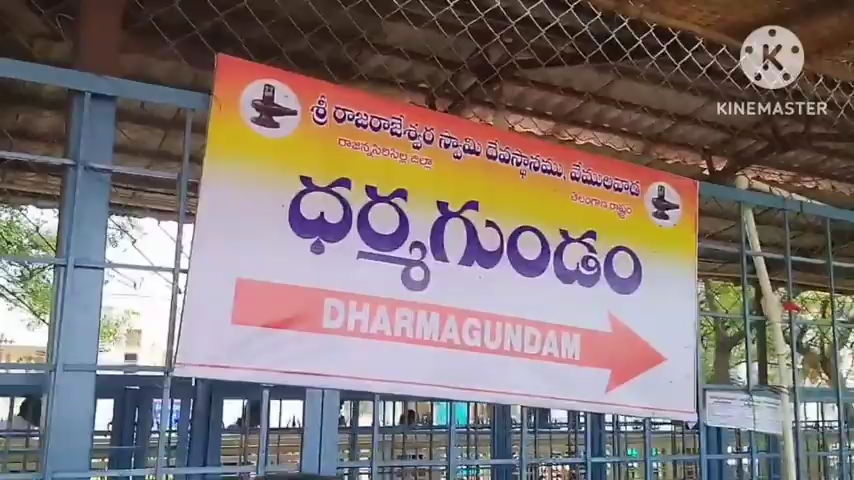 శ్రీ రాజరాజేశ్వర స్వామి దేవస్థానము, వేములవాడ
రాజన్నసిరిసిల్ల జిల్లా
తెలంగాణ రాష్ట్రం
ధర్మగుండం
DHARMAGUNDAM
K
KINEMASTER